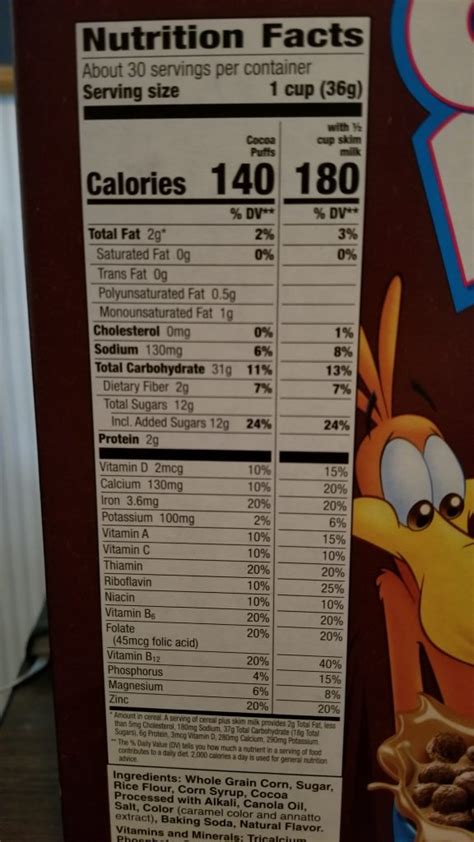 Nutrition Facts
About 30 servings per container
Serving size 1 cup (36g)
Cocoa Puffs with ½ cup skim milk
Calories 140 180
% DV** % DV**
Total Fat 2g* 2% 3%
Saturated Fat 0g 0% 0%
Trans Fat 0g
Polyunsaturated Fat 0.5g
Monounsaturated Fat 1g
Cholesterol 0mg 0% 1%
Sodium 130mg 6% 8%
Total Carbohydrate 31g 11% 13%
Dietary Fiber 2g 7% 7%
Total Sugars 12g
Incl. Added Sugars 12g 24% 24%
Protein 2g
Vitamin D 2mcg 10% 15%
Calcium 130mg 10% 20%
Iron 3.6mg 20% 20%
Potassium 100mg 2% 6%
Vitamin A 10% 15%
Vitamin C 10% 10%
Thiamin 20% 20%
Riboflavin 10% 25%
Niacin 10% 10%
Vitamin B6 20% 20%
Folate 20% 20%
(45mcg folic acid)
Vitamin B12 20% 40%
Phosphorus 4% 15%
Magnesium 6% 8%
Zinc 20% 20%
* Amount in cereal. A serving of cereal plus skim milk provides 2g Total Fat, less
than 5mg Cholesterol, 180mg Sodium, 37g Total Carbohydrate (18g Total
Sugars), 6g Protein, 3mcg Vitamin D, 280mg Calcium, 290mg Potassium.
** The % Daily Value (DV) tells you how much a nutrient in a serving of food
contributes to a daily diet. 2,000 calories a day is used for general nutrition
advice.
Ingredients: Whole Grain Corn, Sugar,
Rice Flour, Corn Syrup, Cocoa
Processed with Alkali, Canola Oil,
Salt, Color (caramel color and annatto
extract), Baking Soda, Natural Flavor.
Vitamins and Minerals: Tricalcium